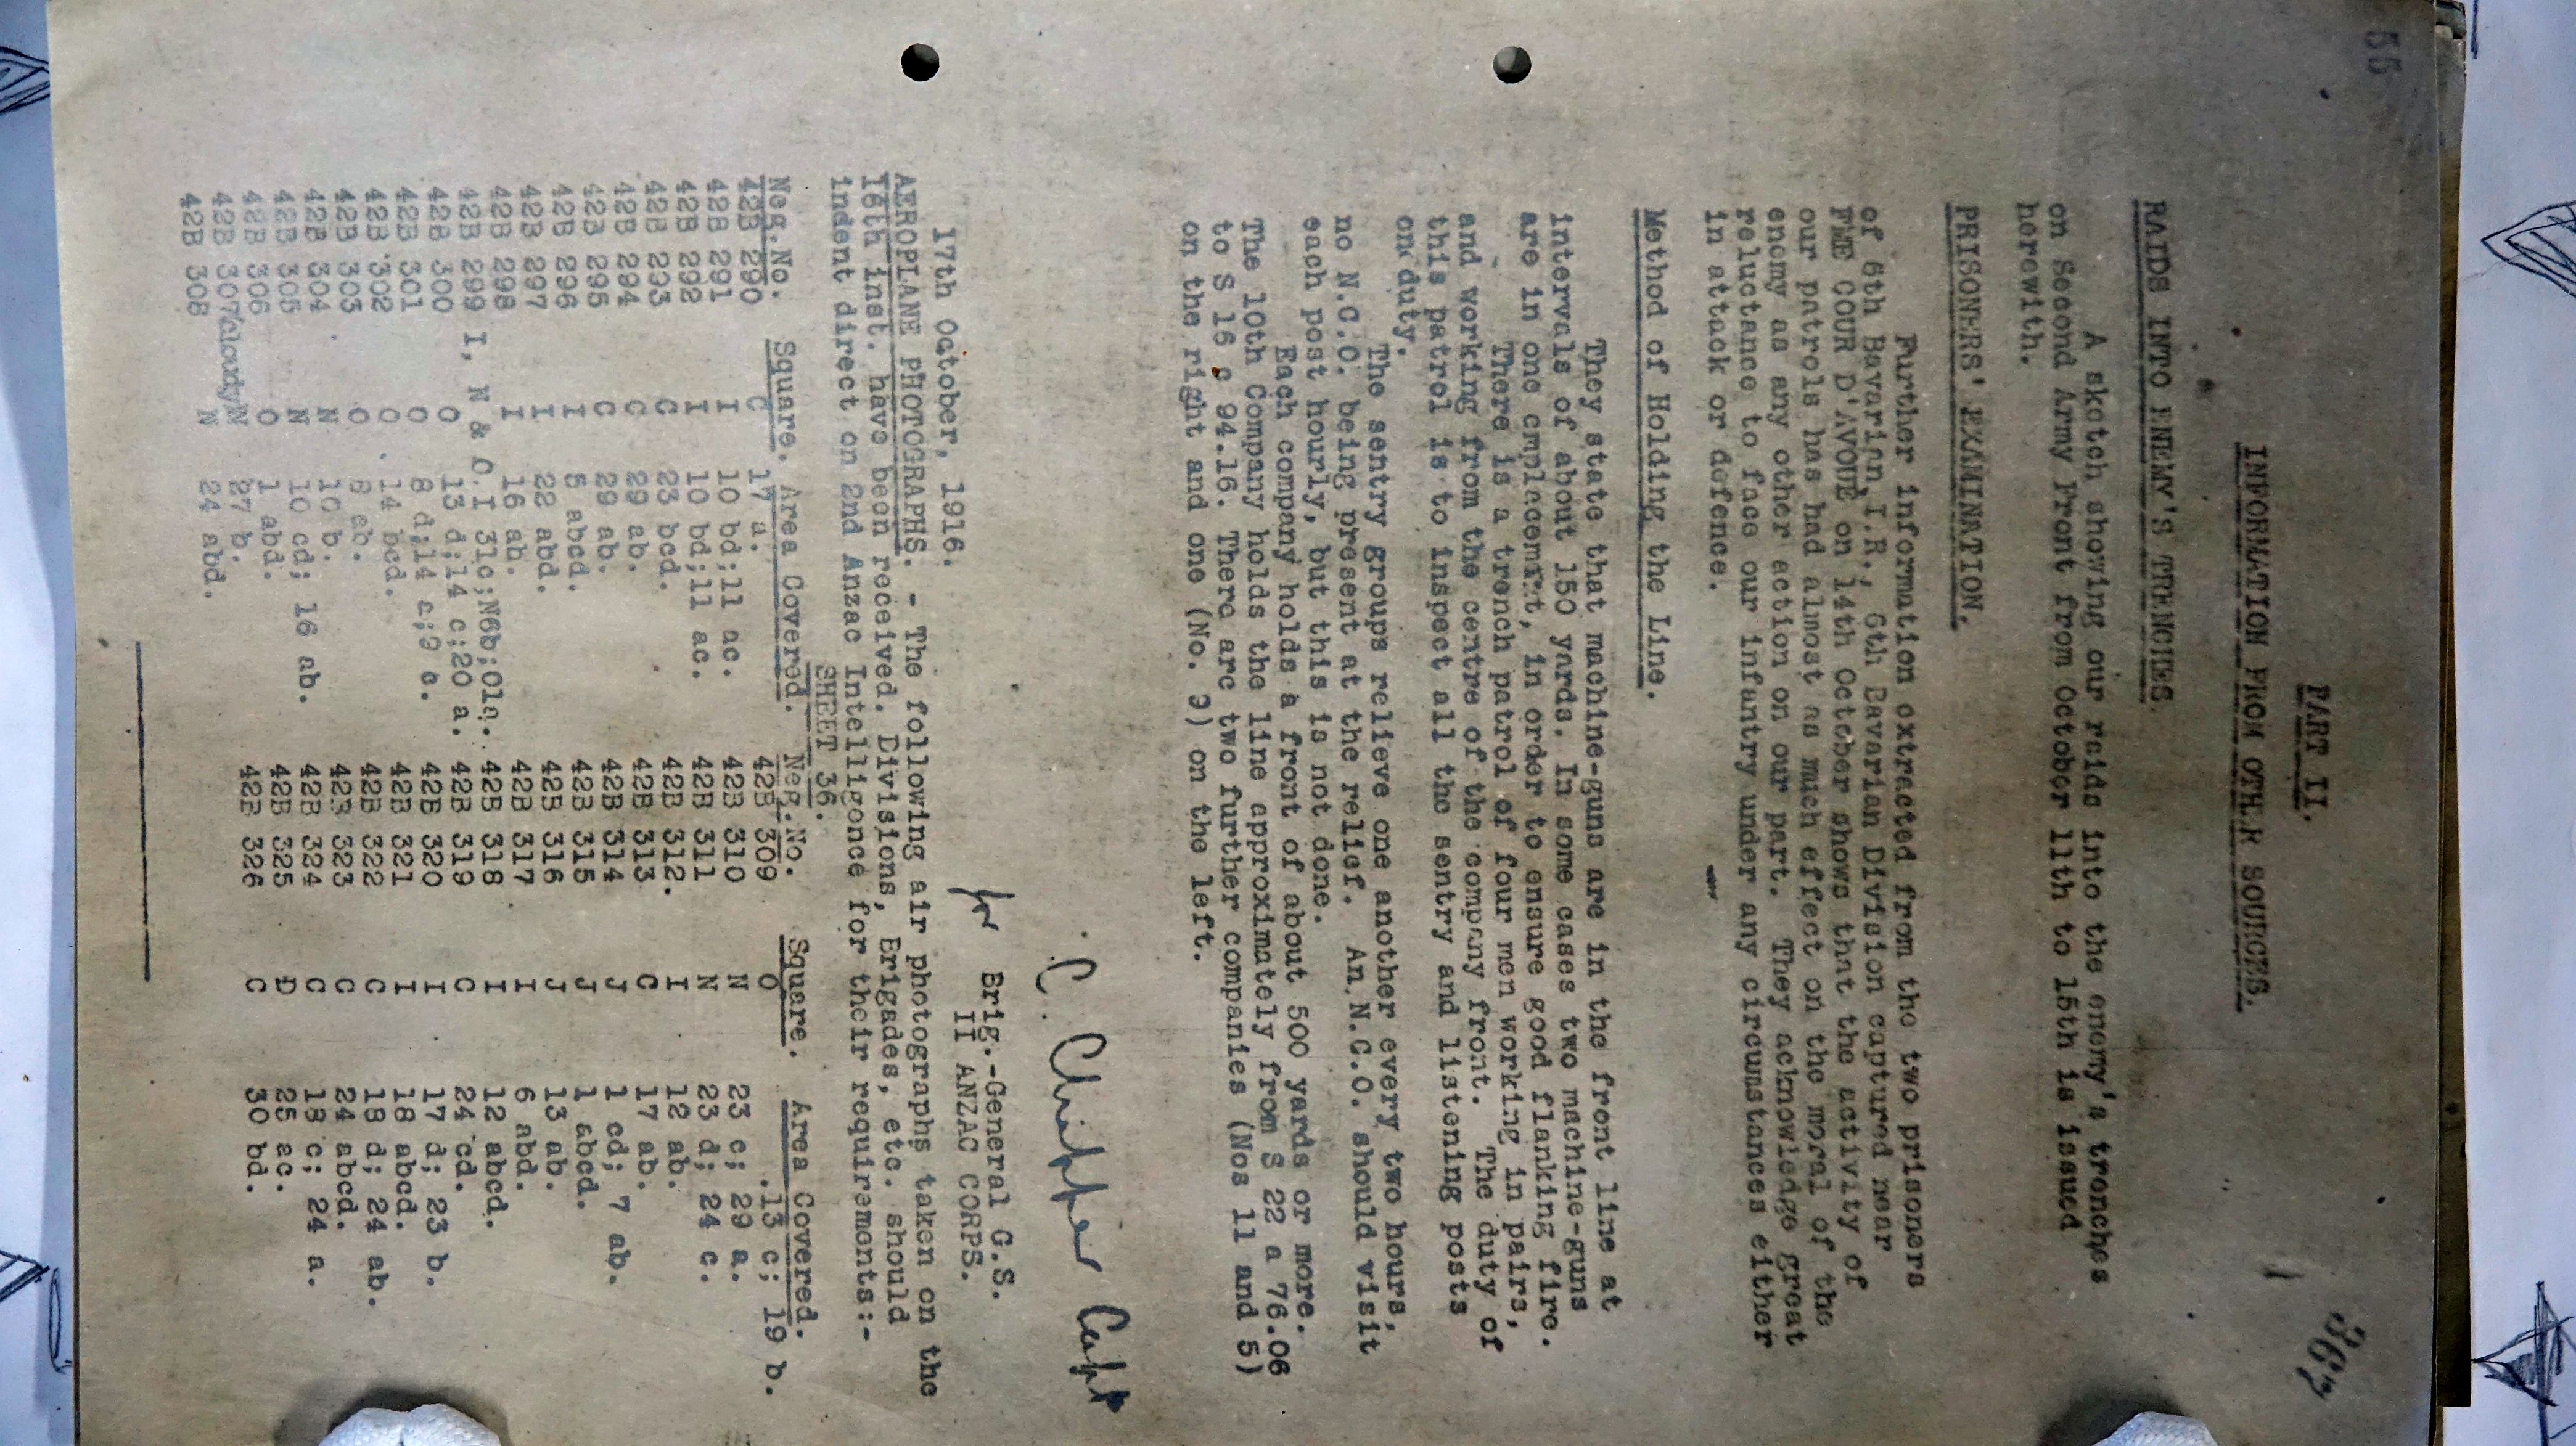 55
362
PART II.
INFORMATION FROM OTHER SOURCES.
RAIDS INTO ENEMY'S TRENCHES
A sketch showing our raids into the enemy's trenches
on Second Army Front from October 11th to 15th is issued
herewith.
PRISONERS' EXAMINATION.
Further information extracted from the two prisoners
of 6th Bavarian I.R., 6th Bavarian Division captured near
FME COUR D'AVOUE on 14th October shows that the activity of
our patrols has had almost as much effect on the moral of the
enemy as any other action on our part. They acknowledge great
reluctance to face our infantry under any circumstances either
in attack or defence.
Method of Holding the Line.
They state that machine-guns are in the front line at
intervals of about 150 yards. In some cases two machine-guns
are in one emplacement, in order to ensure good flanking fire.
There is a trench patrol of four men working in pairs,
and working from the centre of the company front. The duty of
this patrol is to inspect all the sentry and listening posts
on duty.
The sentry groups relieve one another every two hours,
no N.C.O. being present at the relief. An N.C.O. should visit
each post hourly, but this is not done.
Each company holds a front of about 500 yards or more.
The 10th Company holds the line approximately from S 22 a 76.06
to S 16 c 94.16. There are two further companies (Nos 11 and 5)
on the right and one (No. 9) on the left.
C. Chapper Capt
for Brig.-General G.S.
17th October, 1916. II ANZAC CORPS.
AEROPLANE PHOTOGRAPHS. - The following air photographs taken on the
16th inst. have been received. Divisions, Brigades, etc. should
indent direct on 2nd Anzac Intelligence for their requirements:-
SHEET 36.
Neg.No. Square. Area Covered. Neg.No. Square. Area Covered.
42B 290 C 17 a. 42B 309 O 13 c; 19 b.
42B 291 I 10 bd;11 ac. 42B 310 N 23 c; 29 a.
42B 292 I 10 bd;11 ac. 42B 311 N 23 d; 24 c.
42B 293 C 23 bcd. 42B 312. I 12 ab.
42B 294 C 29 ab. 42B 313 C 17 ab.
42B 295 C 29 ab. 42B 314 J 1 cd; 7 ab.
42B 296 I 5 abcd. 42B 315 J 1 abcd.
42B 297 I 22 abd. 42B 316 J 13 ab.
42B 298 I 16 ab. 42B 317 I 6 abd.
42B 299 I, N & O. I 31c;N6b;O1a. 42B 318 I 12 abcd.
42B 300 O 13 d;14 c;20 a. 42B 319 C 24 cd.
42B 301 O 8 d;14 c;9 c. 42B 320 I 17 d; 23 b.
42B 302 O 14 bcd. 42B 321 I 18 abcd.
42B 303 O 8 ab. 42B 322 C 18 d; 24 ab.
42B 304 N 10 b. 42B 323 C 24 abcd.
42B 305 N 10 cd; 16 ab. 42B 324 C 18 c; 24 a.
42B 306 O 1 abd. 42B 325 D 25 ac.
42B 307 Cloudy N 27 b. 42B 326 C 30 bd.
42B 308 N 24 abd.